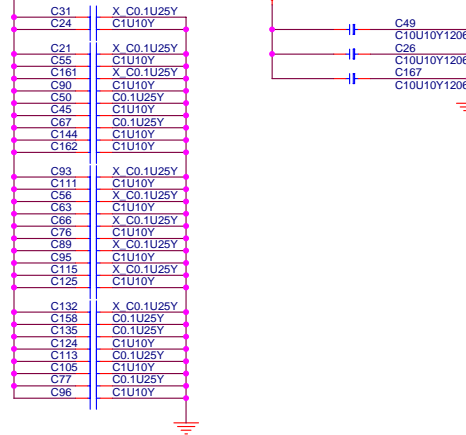 C31 X_C0.1U25Y
C24 C1U10Y
C21 X_C0.1U25Y
C55 C1U10Y
C161 X_C0.1U25Y
C90 C1U10Y
C50 C0.1U25Y
C45 C1U10Y
C67 C0.1U25Y
C144 C1U10Y
C162 C1U10Y
C93 X_C0.1U25Y
C111 C1U10Y
C56 X_C0.1U25Y
C63 C1U10Y
C66 X_C0.1U25Y
C76 C1U10Y
C89 X_C0.1U25Y
C95 C1U10Y
C115 X_C0.1U25Y
C125 C1U10Y
C132 X_C0.1U25Y
C158 C0.1U25Y
C135 C0.1U25Y
C124 C1U10Y
C113 C0.1U25Y
C105 C1U10Y
C77 C0.1U25Y
C96 C1U10Y
C49
C10U10Y1206
C26
C10U10Y1206
C167
C10U10Y1206